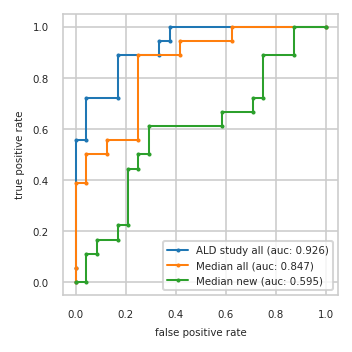 1.0
0.8
0.6
0.4
0.2
0.0
true positive rate
ALD study all (auc: 0.926)
Median all (auc: 0.847)
Median new (auc: 0.595)
0.0 0.2 0.4 0.6 0.8 1.0
false positive rate